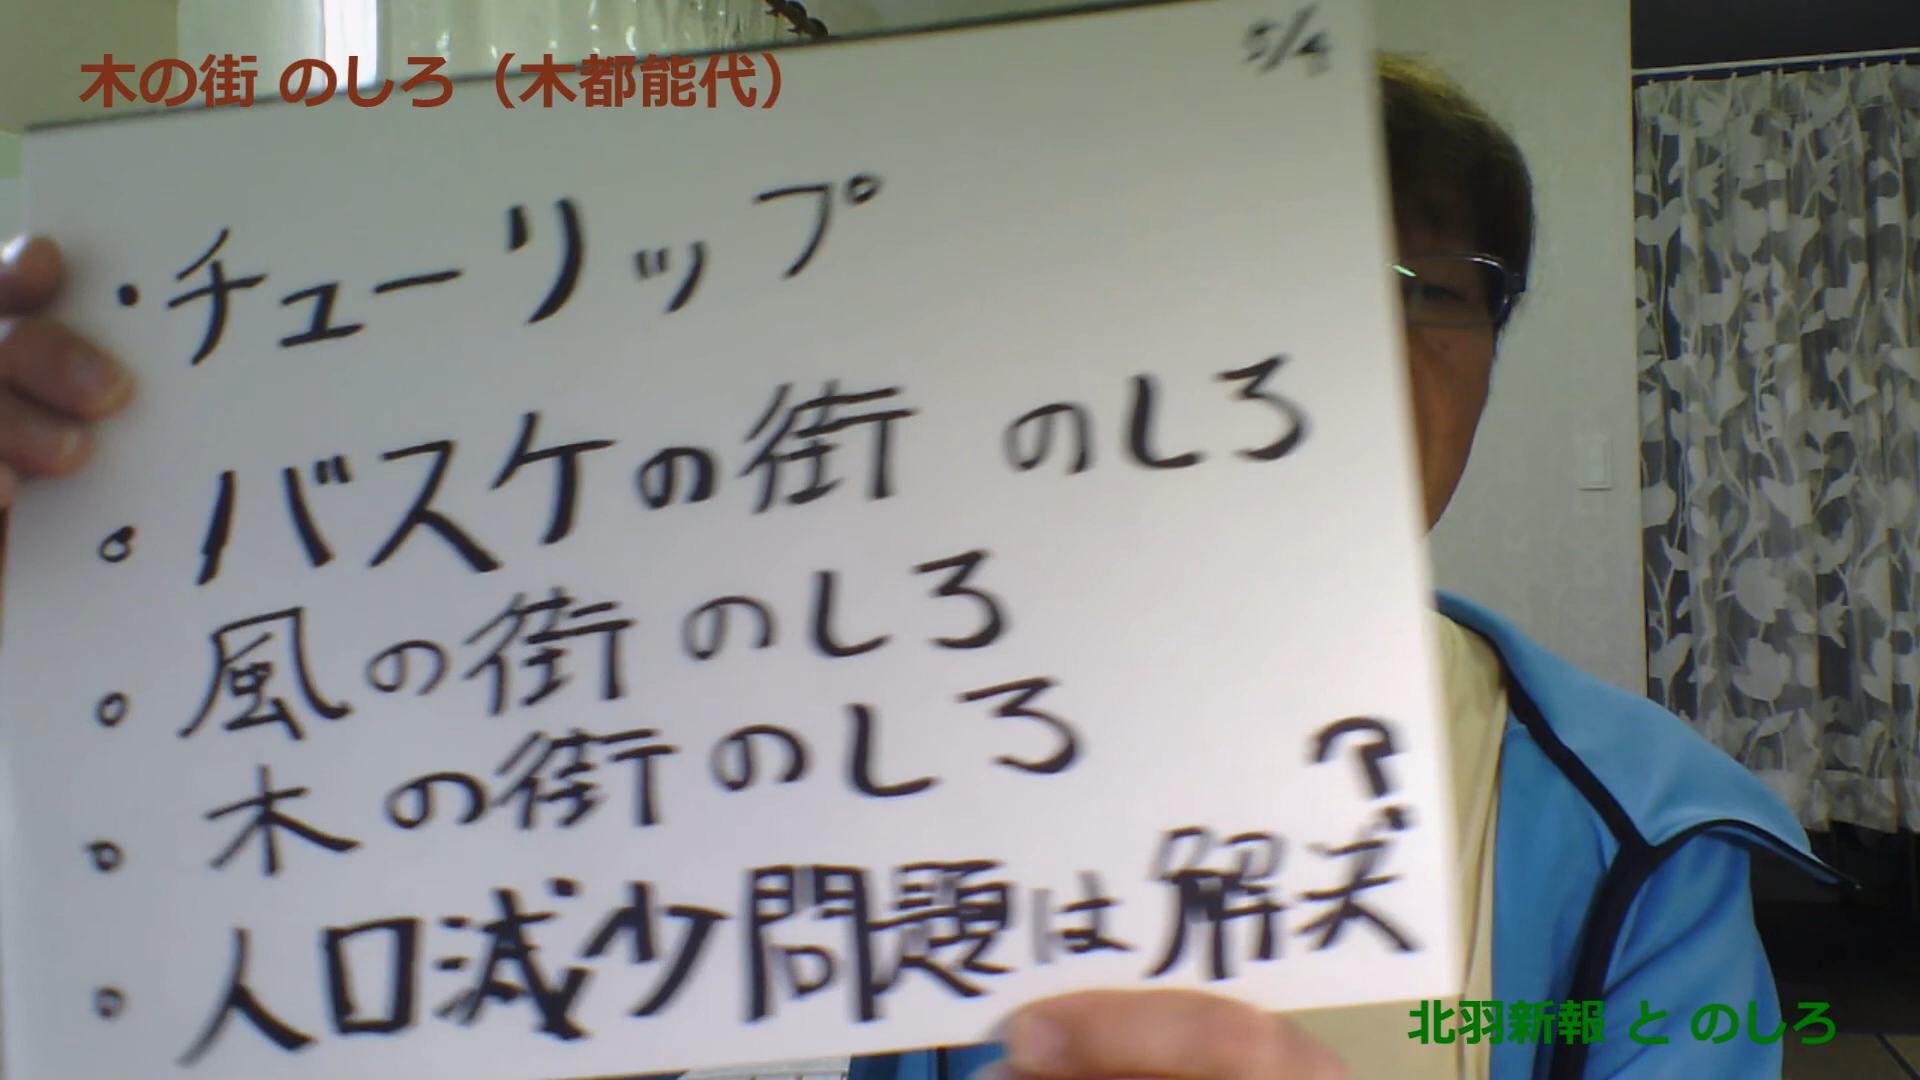 木の街 のしろ（木都能代）
5/4
・チューリップ
。バスケの街 のしろ
。風の街 のしろ
。木の街 のしろ
。人口減少問題は解決?
北羽新報 と のしろ